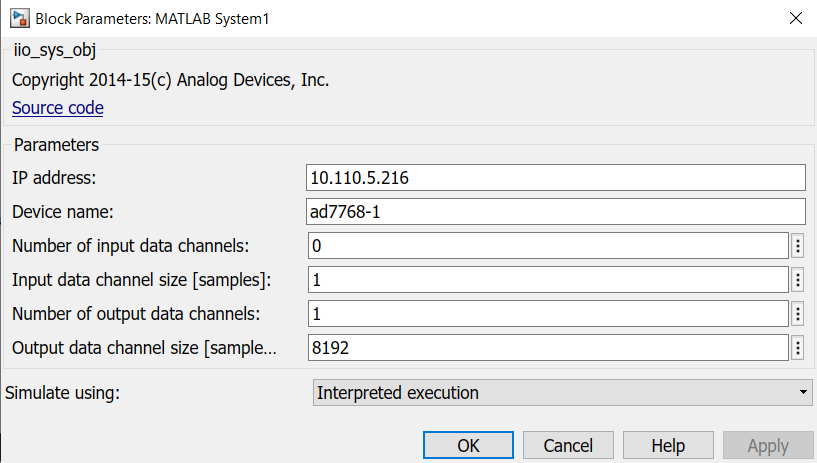 Block Parameters: MATLAB System1
iio_sys_obj
Copyright 2014-15(c) Analog Devices, Inc.
Source code
Parameters
IP address: 10.110.5.216
Device name: ad7768-1
Number of input data channels: 0
Input data channel size [samples]: 1
Number of output data channels: 1
Output data channel size [sample... 8192
Simulate using: Interpreted execution
OK Cancel Help Apply